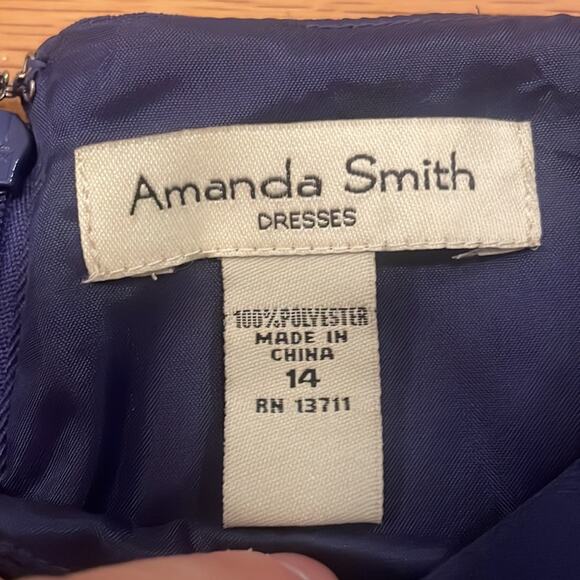 Amanda Smith
DRESSES
100% POLYESTER
MADE IN
CHINA
14
RN 13711